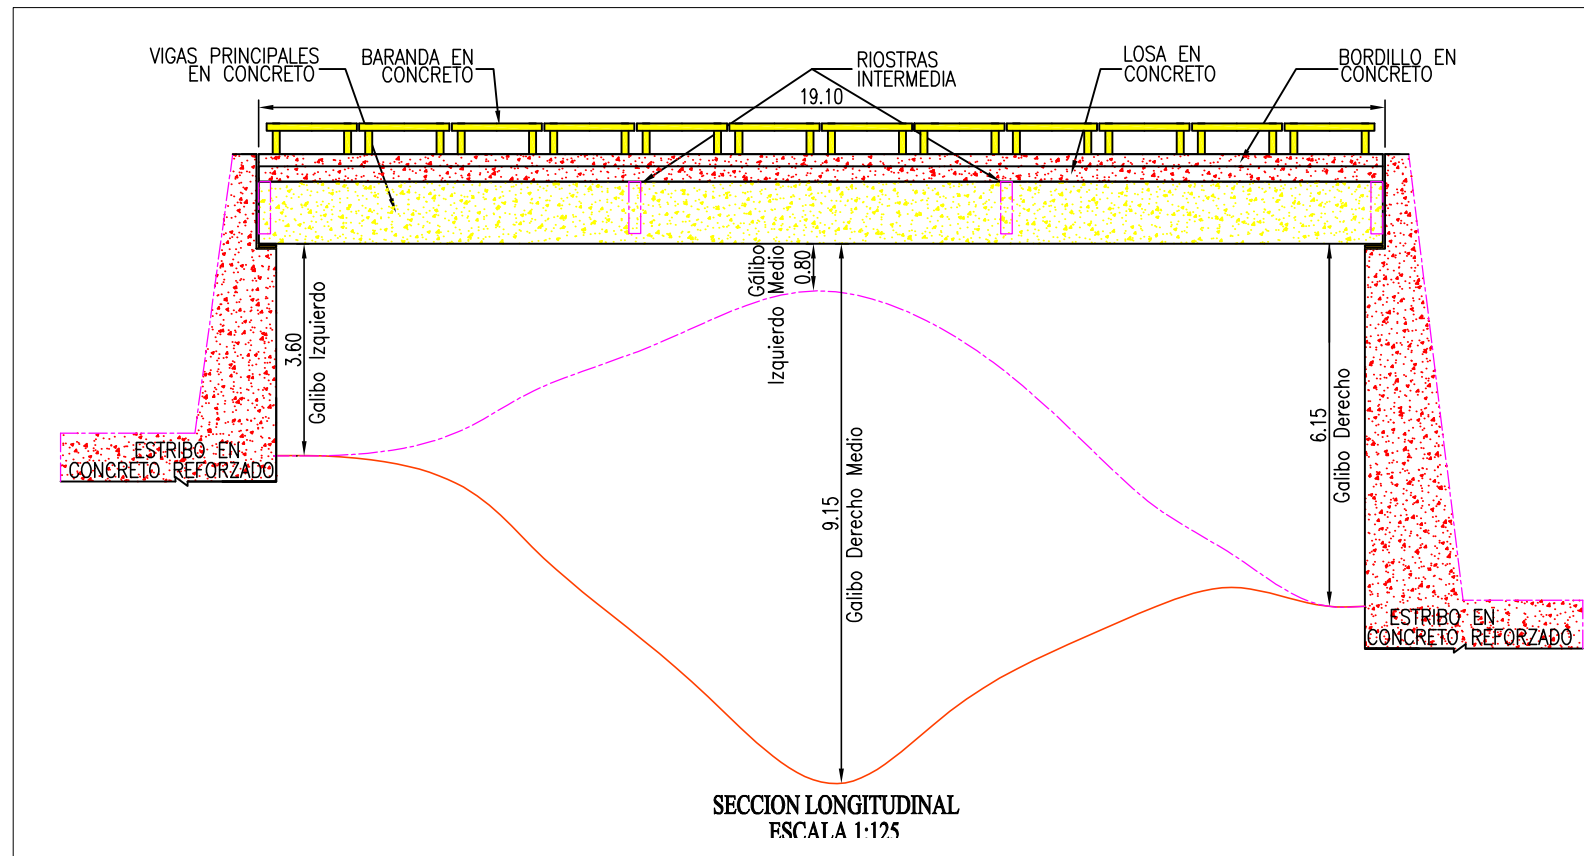 VIGAS PRINCIPALES
EN CONCRETO
BARANDA EN
CONCRETO
RIOSTRAS
INTERMEDIA
LOSA EN
CONCRETO
BORDILLO EN
CONCRETO
19.10
3.60
Galibo Izquierdo
Gálibo
Izquierdo Medio
0.80
9.15
Galibo Derecho Medio
6.15
Galibo Derecho
ESTRIBO EN
CONCRETO REFORZADO
ESTRIBO EN
CONCRETO REFORZADO
SECCION LONGITUDINAL
ESCALA 1:125